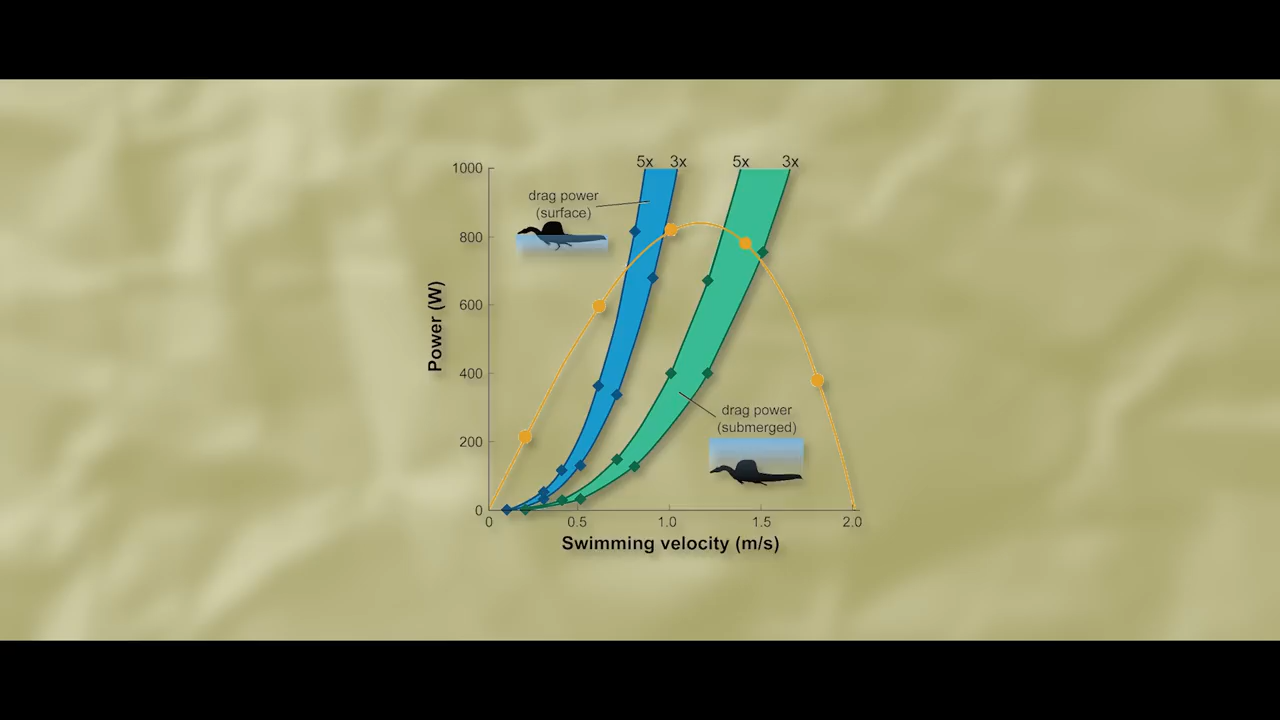 5x 3x 5x 3x
1000
drag power
(surface)
800
600
Power (W)
400
drag power
(submerged)
200
0
0 0.5 1.0 1.5 2.0
Swimming velocity (m/s)